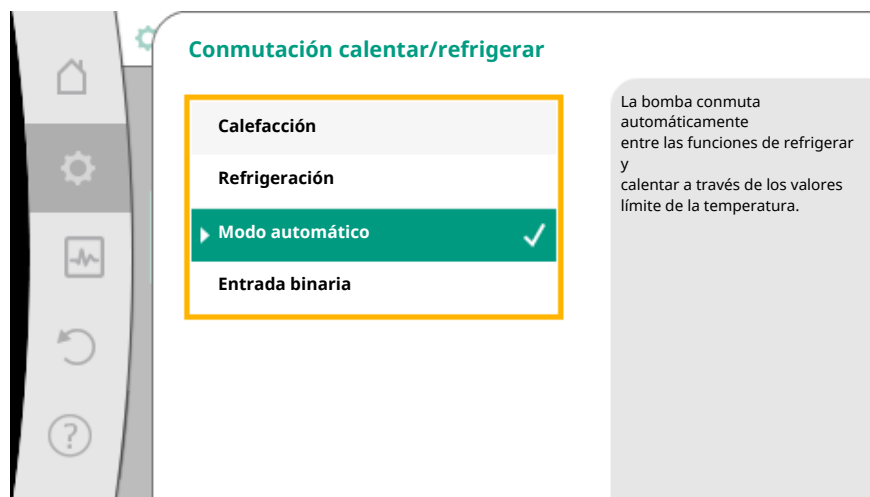 Conmutación calentar/refrigerar
Calefacción
Refrigeración
Modo automático
Entrada binaria
La bomba conmuta
automáticamente
entre las funciones de refrigerar
y
calentar a través de los valores
límite de la temperatura.
?